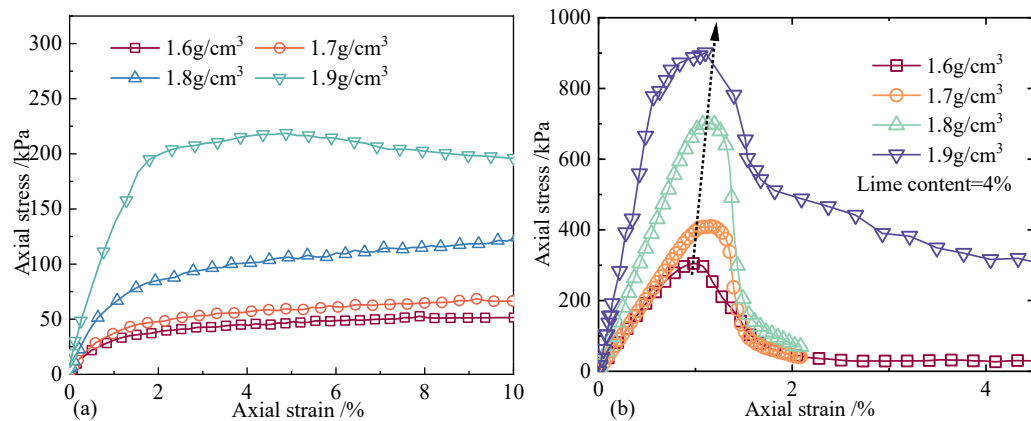 300
250
200
150
100
50
0
Axial stress /kPa
1.6g/cm³ 1.7g/cm³
1.8g/cm³ 1.9g/cm³
0 2 4 6 8 10
(a) Axial strain /%
1000
800
600
400
200
0
Axial stress /kPa
1.6g/cm³
1.7g/cm³
1.8g/cm³
1.9g/cm³
Lime content=4%
0 2 4
(b) Axial strain /%